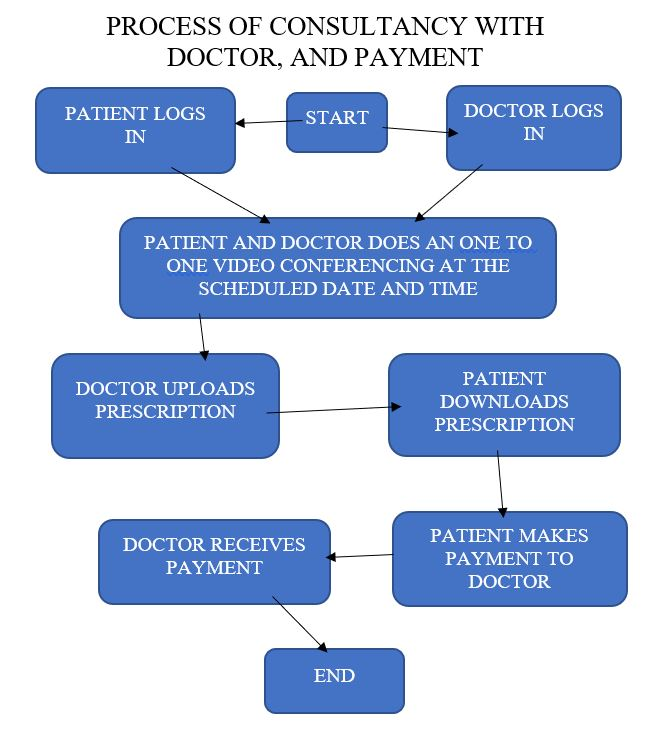 PROCESS OF CONSULTANCY WITH
DOCTOR, AND PAYMENT
PATIENT LOGS
IN
START
DOCTOR LOGS
IN
PATIENT AND DOCTOR DOES AN ONE TO
ONE VIDEO CONFERENCING AT THE
SCHEDULED DATE AND TIME
DOCTOR UPLOADS
PRESCRIPTION
PATIENT
DOWNLOADS
PRESCRIPTION
PATIENT MAKES
PAYMENT TO
DOCTOR
DOCTOR RECEIVES
PAYMENT
END